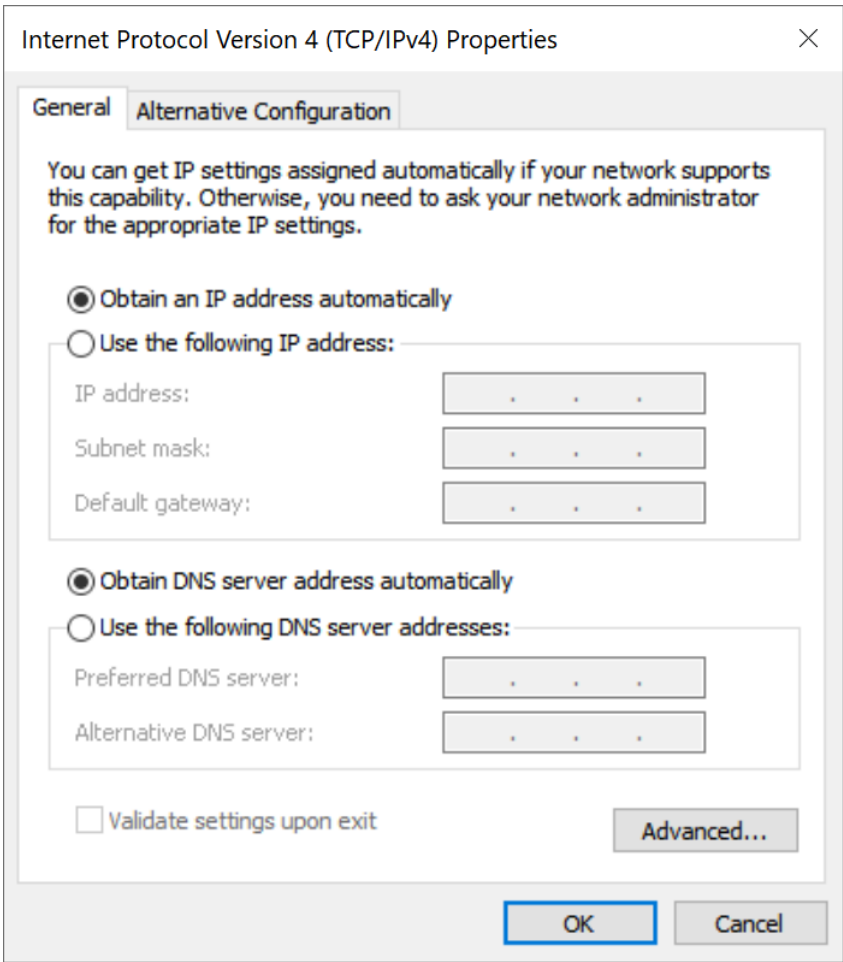 Internet Protocol Version 4 (TCP/IPv4) Properties
General
Alternative Configuration
You can get IP settings assigned automatically if your network supports
this capability. Otherwise, you need to ask your network administrator
for the appropriate IP settings.
Obtain an IP address automatically
Use the following IP address:
IP address:
. . .
Subnet mask:
. . .
Default gateway:
. . .
Obtain DNS server address automatically
Use the following DNS server addresses:
Preferred DNS server:
. . .
Alternative DNS server:
. . .
Validate settings upon exit
Advanced...
OK
Cancel